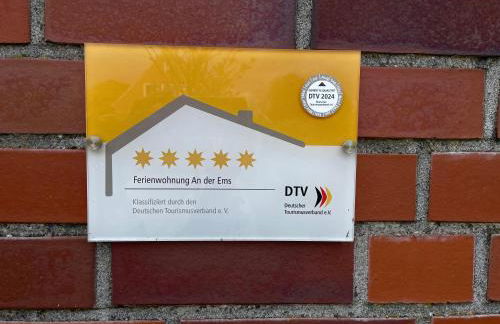 DTV 2024
Ferienwohnung An der Ems
Klassifiziert durch den
Deutschen Tourismusverband e. V.
DTV
Deutscher
Tourismusverband e.V.